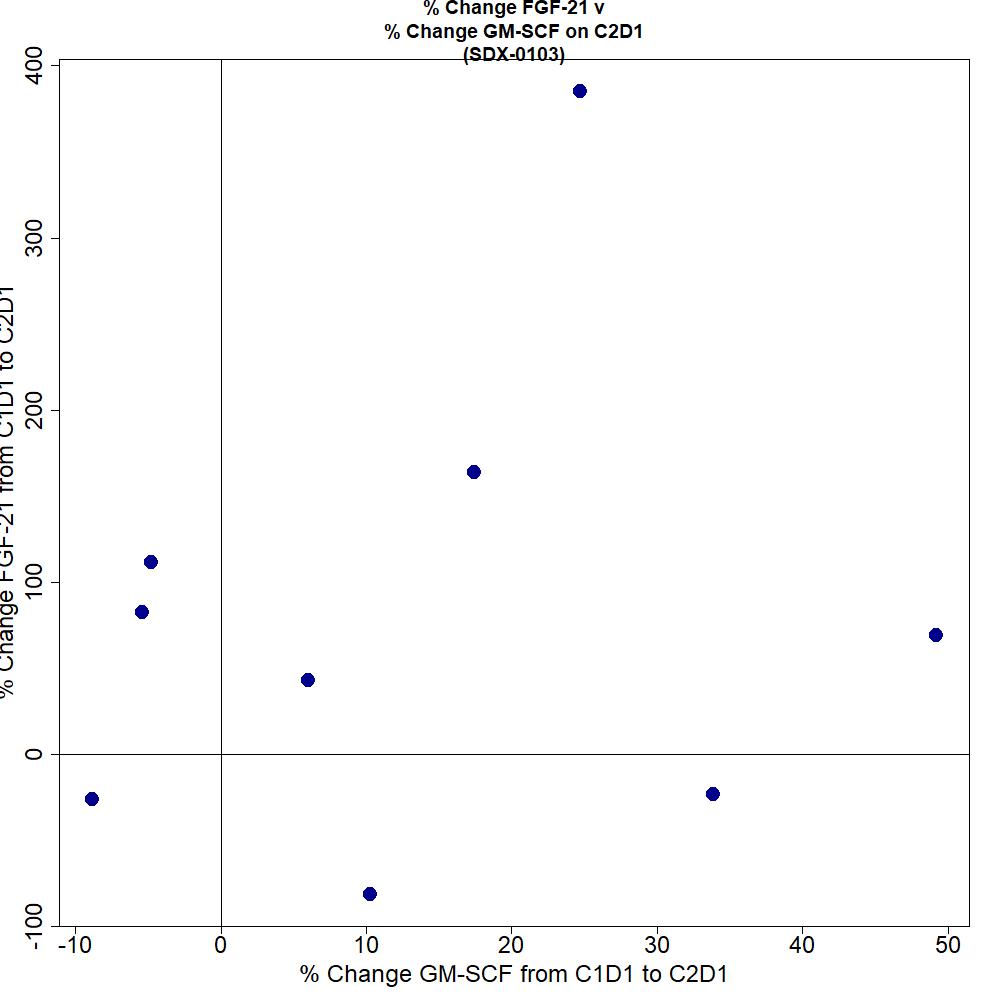 % Change FGF-21 v
% Change GM-SCF on C2D1
(SDX-0103)
400
300
200
100
0
-100
% Change FGF-21 from C1D1 to C2D1
-10 0 10 20 30 40 50
% Change GM-SCF from C1D1 to C2D1